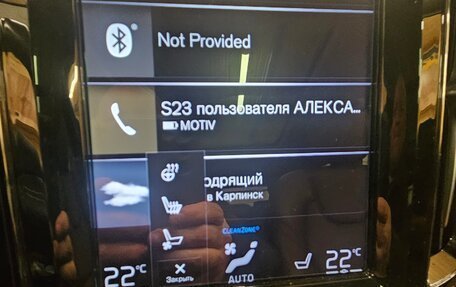 Not Provided
S23 пользователя АЛЕКСА...
MOTIV
одрящий
в Карпинск
CLEANZONE®
22°C
Закрыть
AUTO
22°C